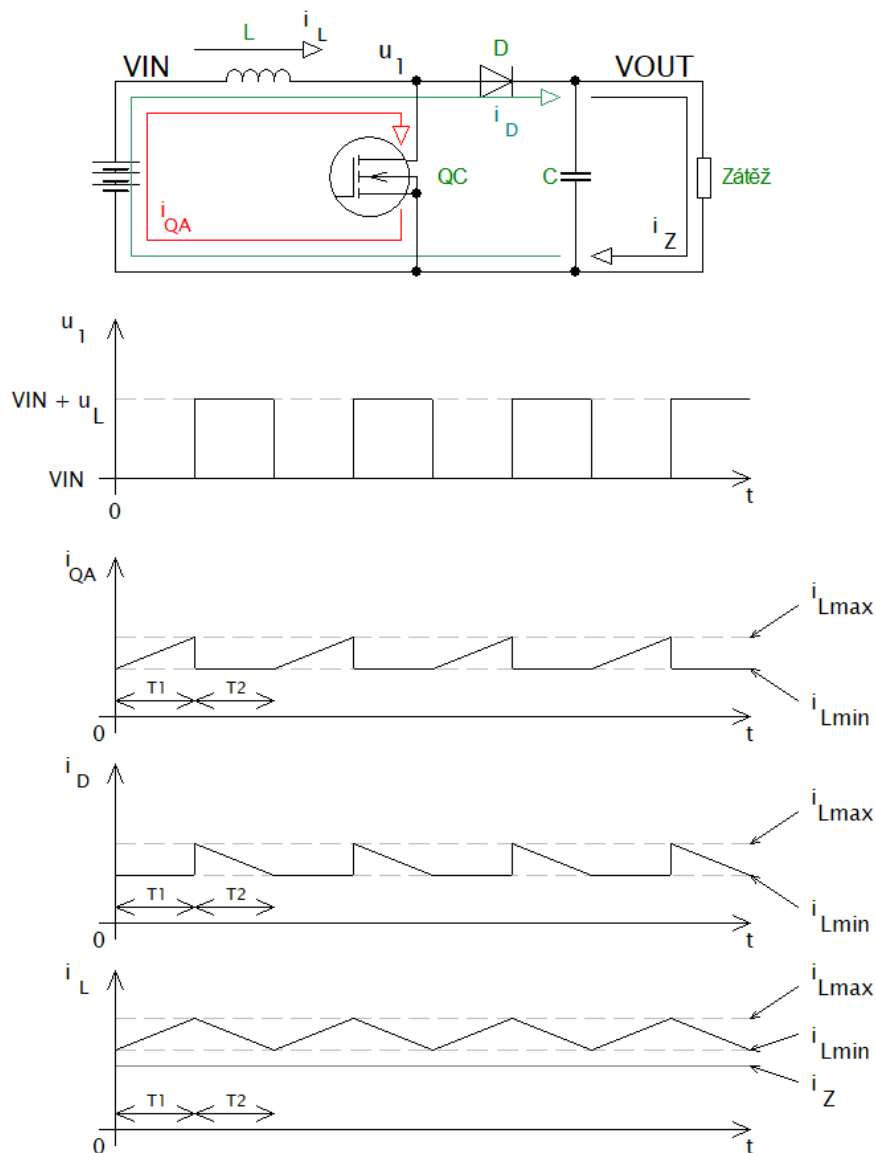 L
i L
VIN
u 1
D
VOUT
i D
QC
C
Zátěž
i QA
i Z
u 1
VIN + u L
VIN
0
t
i QA
i Lmax
T1
T2
i Lmin
0
t
i D
i Lmax
T1
T2
i Lmin
0
t
i L
i Lmax
i Lmin
T1
T2
i Z
0
t